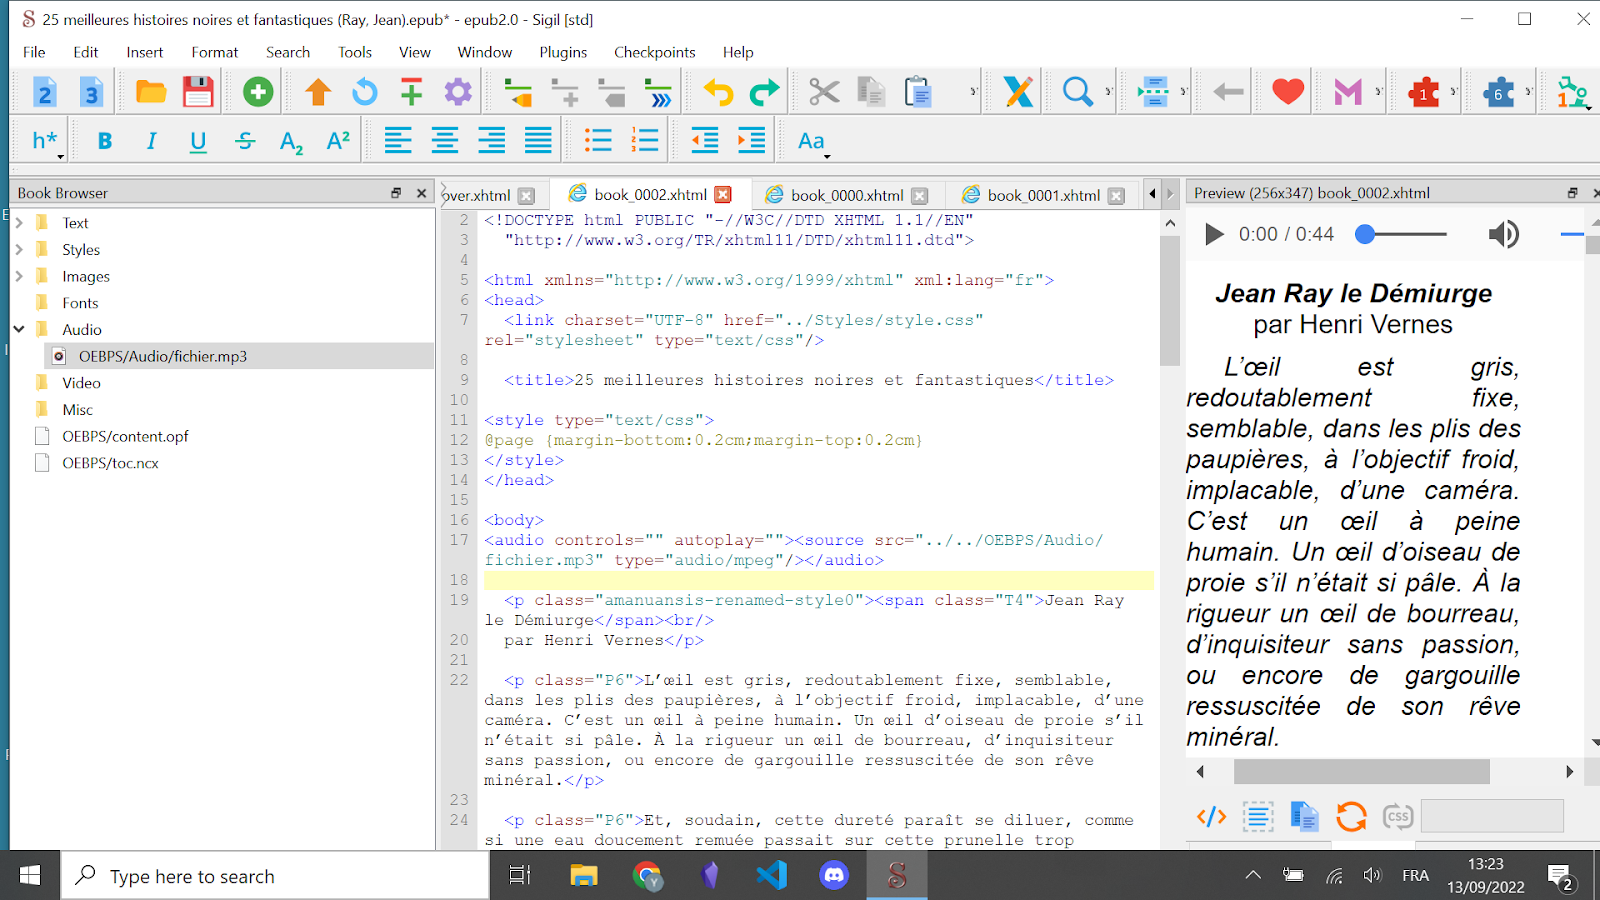 25 meilleures histoires noires et fantastiques (Ray, Jean).epub* - epub2.0 - Sigil [std]
File Edit Insert Format Search Tools View Window Plugins Checkpoints Help
2 3 1 6 1
h* B I U S A2 A2 1 2 3 Aa
Book Browser
Text
Styles
Images
Fonts
Audio
OEBPS/Audio/fichier.mp3
Video
Misc
OEBPS/content.opf
OEBPS/toc.ncx
over.xhtml book_0002.xhtml book_0000.xhtml book_0001.xhtml
2 <!DOCTYPE html PUBLIC "-//W3C//DTD XHTML 1.1//EN"
3 "http://www.w3.org/TR/xhtml11/DTD/xhtml11.dtd">
4
5 <html xmlns="http://www.w3.org/1999/xhtml" xml:lang="fr">
6 <head>
7 <link charset="UTF-8" href="../Styles/style.css"
rel="stylesheet" type="text/css"/>
8
9 <title>25 meilleures histoires noires et fantastiques</title>
10
11 <style type="text/css">
12 @page {margin-bottom:0.2cm;margin-top:0.2cm}
13 </style>
14 </head>
15
16 <body>
17 <audio controls="" autoplay=""><source src="../../OEBPS/Audio/
fichier.mp3" type="audio/mpeg"/></audio>
18
19 <p class="amanuansis-renamed-style0"><span class="T4">Jean Ray
le Démiurge</span><br/>
20 par Henri Vernes</p>
21
22 <p class="P6">L’œil est gris, redoutablement fixe, semblable,
dans les plis des paupières, à l’objectif froid, implacable, d’une
caméra. C’est un œil à peine humain. Un œil d’oiseau de proie s’il
n’était si pâle. À la rigueur un œil de bourreau, d’inquisiteur
sans passion, ou encore de gargouille ressuscitée de son rêve
minéral.</p>
23
24 <p class="P6">Et, soudain, cette dureté paraît se diluer, comme
si une eau doucement remuée passait sur cette prunelle trop
Preview (256x347) book_0002.xhtml
0:00 / 0:44
Jean Ray le Démiurge
par Henri Vernes
L’œil est gris,
redoutablement fixe,
semblable, dans les plis des
paupières, à l’objectif froid,
implacable, d’une caméra.
C’est un œil à peine
humain. Un œil d’oiseau de
proie s’il n’était si pâle. À la
rigueur un œil de bourreau,
d’inquisiteur sans passion,
ou encore de gargouille
ressuscitée de son rêve
minéral.
CSS
Type here to search
Y
FRA
13:23
13/09/2022
2